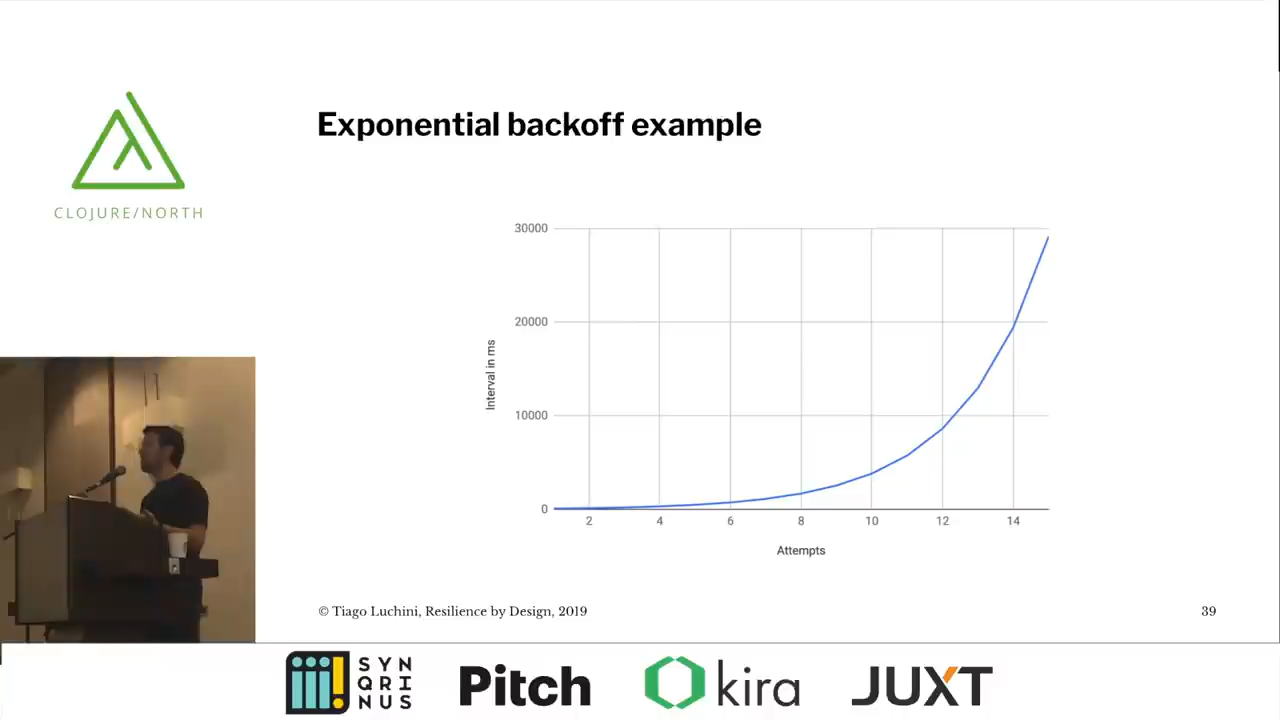 Exponential backoff example
CLOJURE/NORTH
30000
20000
10000
0
Interval in ms
2 4 6 8 10 12 14
Attempts
© Tiago Luchini, Resilience by Design, 2019
39
SYN
QRI
NUS
Pitch
kira
JUXT